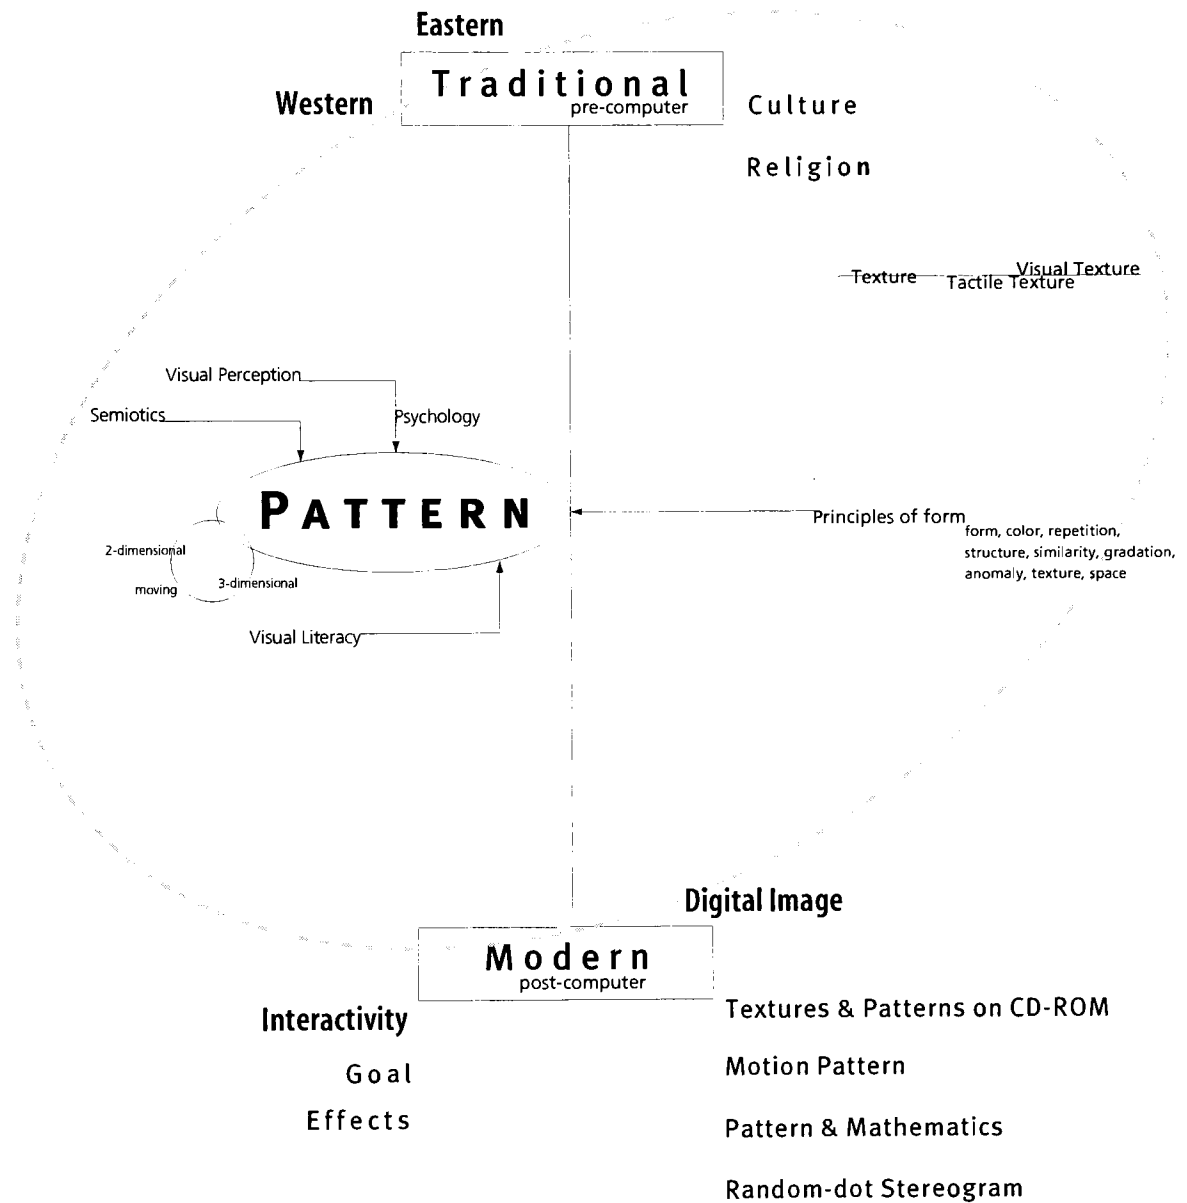 Eastern
Traditional
Western
pre-computer
Culture
Religion
Visual Texture
Texture
Tactile Texture
Visual Perception
Semiotics
Psychology
PATTERN
Principles of form
form, color, repetition,
structure, similarity, gradation,
anomaly, texture, space
2-dimensional
3-dimensional
moving
Visual Literacy
Digital Image
Modern
post-computer
Interactivity
Goal
Effects
Textures & Patterns on CD-ROM
Motion Pattern
Pattern & Mathematics
Random-dot Stereogram